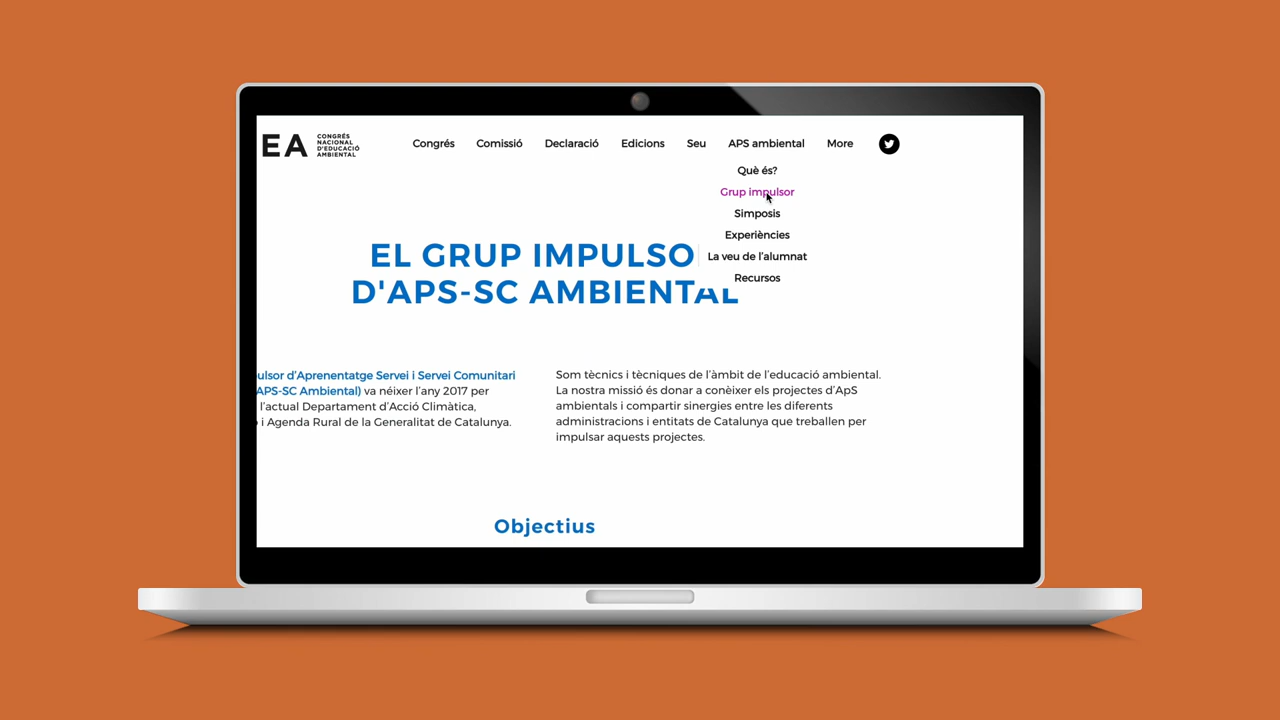 EA
CONGRÉS
NACIONAL
D'EDUCACIÓ
AMBIENTAL
Congrés Comissió Declaració Edicions Seu APS ambiental More
Què és?
Grup impulsor
Simposis
Experiències
La veu de l'alumnat
Recursos
EL GRUP IMPULSO
D'APS-SC AMBIENTAL
ulsor d'Aprenentatge Servei i Servei Comunitari
APS-SC Ambiental) va néixer l'any 2017 per
l'actual Departament d'Acció Climàtica,
i Agenda Rural de la Generalitat de Catalunya.
Som tècnics i tècniques de l'àmbit de l'educació ambiental.
La nostra missió és donar a conèixer els projectes d'ApS
ambientals i compartir sinergies entre les diferents
administracions i entitats de Catalunya que treballen per
impulsar aquests projectes.
Objectius